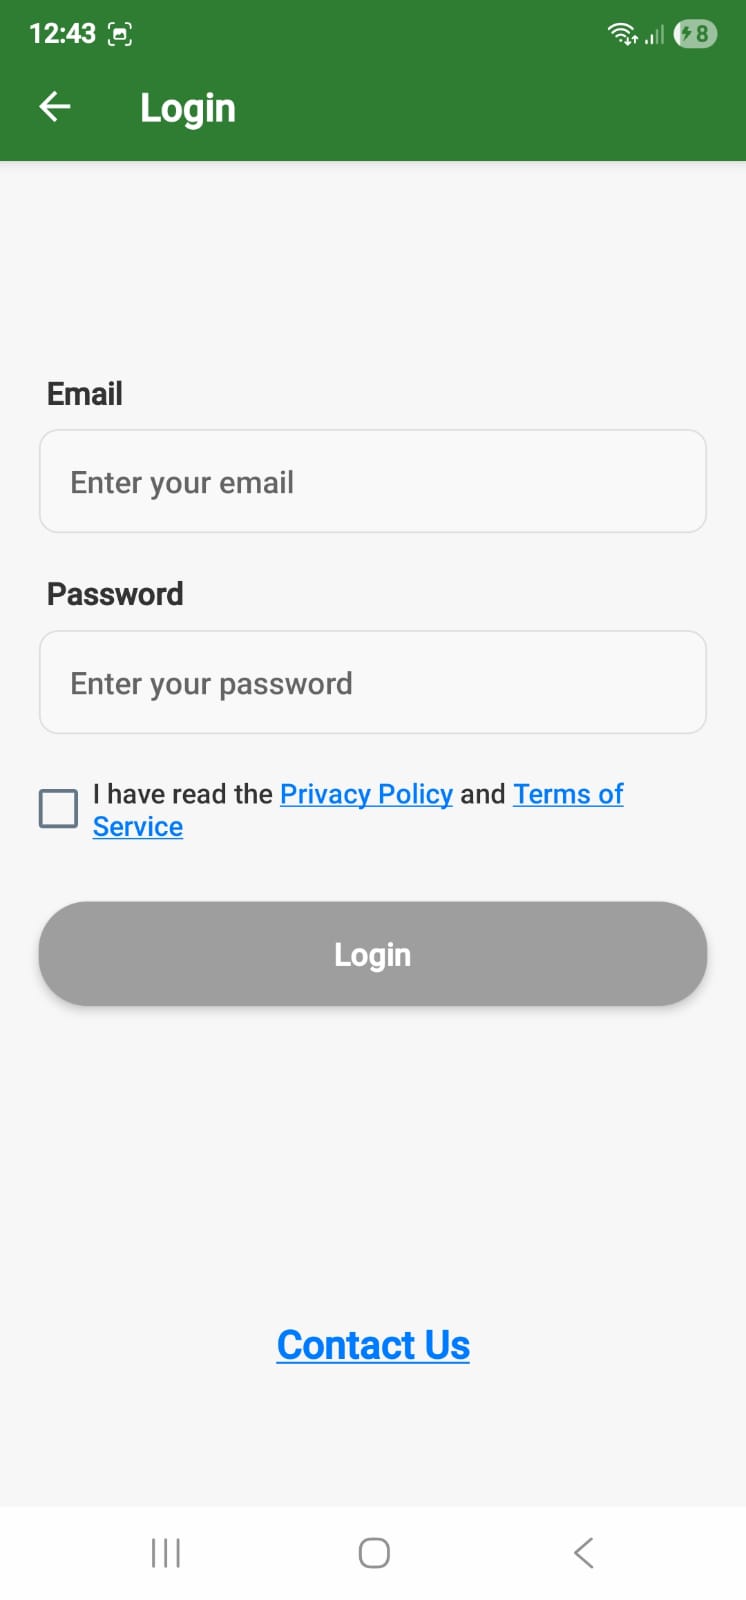 12:43
8
Login
Email
Enter your email
Password
Enter your password
I have read the Privacy Policy and Terms of
Service
Login
Contact Us